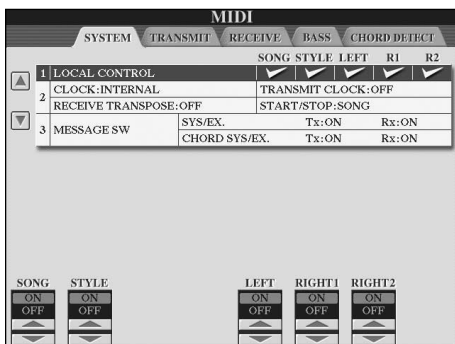 MIDI
SYSTEM TRANSMIT RECEIVE BASS CHORD DETECT
SONG STYLE LEFT R1 R2
1 LOCAL CONTROL
2 CLOCK:INTERNAL TRANSMIT CLOCK:OFF
RECEIVE TRANSPOSE:OFF START/STOP:SONG
3 MESSAGE SW SYS/EX. Tx:ON Rx:ON
CHORD SYS/EX. Tx:ON Rx:ON
SONG STYLE LEFT RIGHT1 RIGHT2
ON ON ON ON ON
OFF OFF OFF OFF OFF